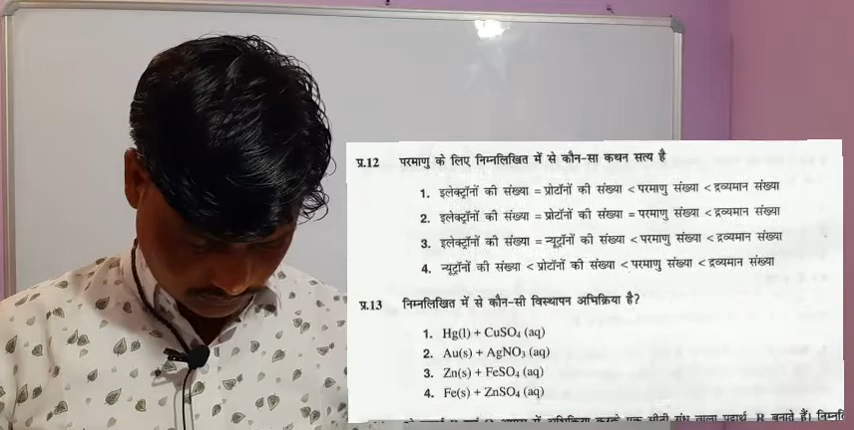 प्र.12 परमाणु के लिए निम्नलिखित में से कौन-सा कथन सत्य है
1. इलेक्ट्रॉनों की संख्या = प्रोटॉनों की संख्या < परमाणु संख्या < द्रव्यमान संख्या
2. इलेक्ट्रॉनों की संख्या = प्रोटॉनों की संख्या = परमाणु संख्या < द्रव्यमान संख्या
3. इलेक्ट्रॉनों की संख्या = न्यूट्रॉनों की संख्या < परमाणु संख्या < द्रव्यमान संख्या
4. न्यूट्रॉनों की संख्या < प्रोटॉनों की संख्या < परमाणु संख्या < द्रव्यमान संख्या
प्र.13 निम्नलिखित में से कौन-सी विस्थापन अभिक्रिया है?
1. Hg(l) + CuSO₄ (aq)
2. Au(s) + AgNO₃ (aq)
3. Zn(s) + FeSO₄ (aq)
4. Fe(s) + ZnSO₄ (aq)
पदार्थ R बनाते हैं।